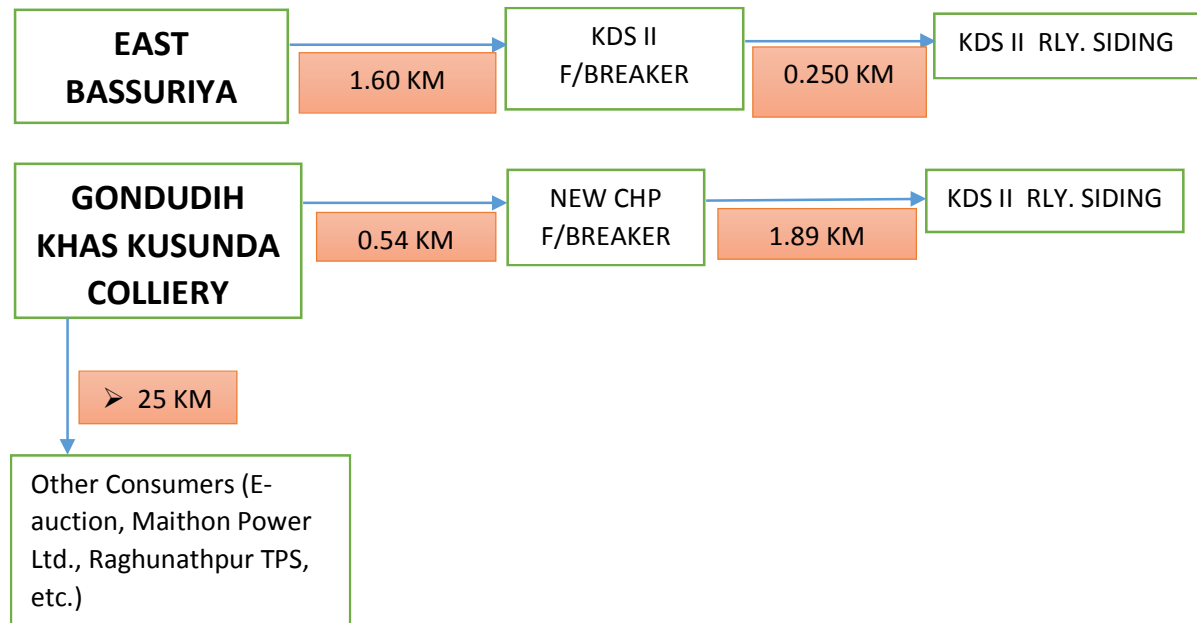 EAST
BASSURIYA
1.60 KM
KDS II
F/BREAKER
0.250 KM
KDS II RLY. SIDING
GONDUDIH
KHAS KUSUNDA
COLLIERY
0.54 KM
NEW CHP
F/BREAKER
1.89 KM
KDS II RLY. SIDING
➢ 25 KM
Other Consumers (E-
auction, Maithon Power
Ltd., Raghunathpur TPS,
etc.)